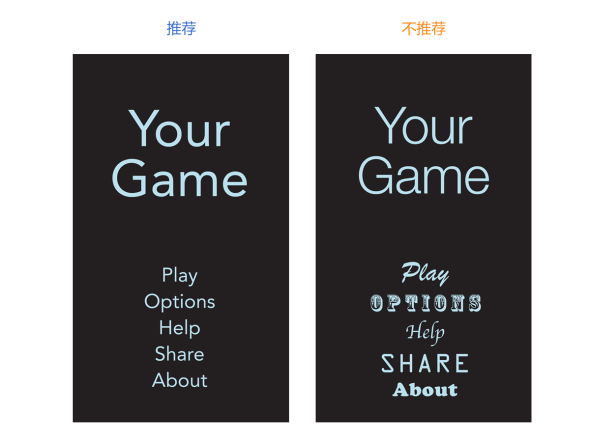 推荐
不推荐
Your
Game
Play
Options
Help
Share
About
Your
Game
Play
OPTIONS
Help
SHARE
About